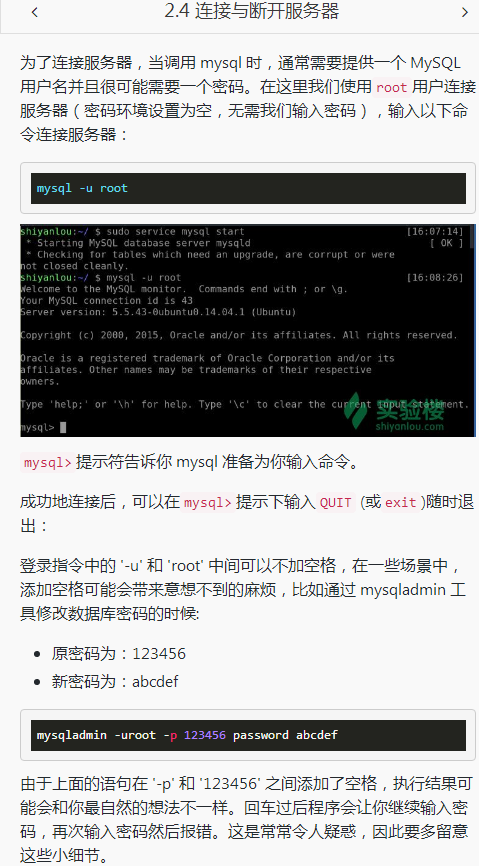 2.4 连接与断开服务器
为了连接服务器，当调用 mysql 时，通常需要提供一个 MySQL
用户名并且很可能需要一个密码。在这里我们使用 root 用户连接
服务器（密码环境设置为空，无需我们输入密码），输入以下命
令连接服务器：
mysql -u root
shiyanlou:~/ $ sudo service mysql start [16:07:14]
* Starting MySQL database server mysqld [ OK ]
* Checking for tables which need an upgrade, are corrupt or were
not closed cleanly.
shiyanlou:~/ $ mysql -u root [16:08:26]
Welcome to the MySQL monitor. Commands end with ; or \g.
Your MySQL connection id is 43
Server version: 5.5.43-0ubuntu0.14.04.1 (Ubuntu)
Copyright (c) 2000, 2015, Oracle and/or its affiliates. All rights reserved.
Oracle is a registered trademark of Oracle Corporation and/or its
affiliates. Other names may be trademarks of their respective
owners.
Type 'help;' or '\h' for help. Type '\c' to clear the current input statement.
实验楼
shiyanlou.com
mysql>
mysql> 提示符告诉你 mysql 准备为你输入命令。
成功地连接后，可以在 mysql> 提示下输入 QUIT (或 exit )随时退
出：
登录指令中的 '-u' 和 'root' 中间可以不加空格，在一些场景中，
添加空格可能会带来意想不到的麻烦，比如通过 mysqladmin 工
具修改数据库密码的时候:
• 原密码为：123456
• 新密码为：abcdef
mysqladmin -uroot -p 123456 password abcdef
由于上面的语句在 '-p' 和 '123456' 之间添加了空格，执行结果可
能会和你最自然的想法不一样。回车过后程序会让你继续输入密
码，再次输入密码然后报错。这是常常令人疑惑，因此要多留意
这些小细节。